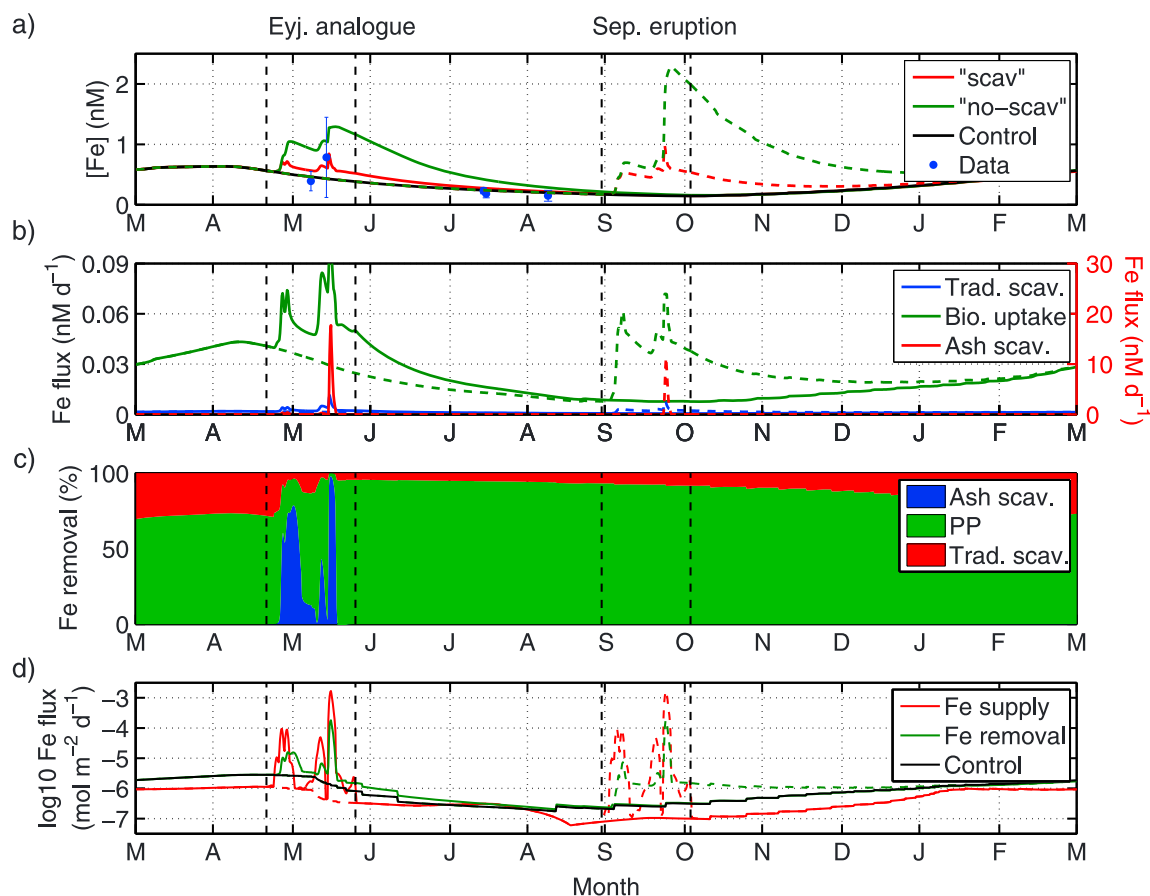 Eyj. analogue Sep. eruption
a)
[Fe] (nM)
2
1
0
"scav"
"no−scav"
Control
Data
M A M J J A S O N D J F M
b)
Fe flux (nM d−1)
0.09
0.06
0.03
0
Trad. scav.
Bio. uptake
Ash scav.
30
20
10
0
Fe flux (nM d−1)
M A M J J A S O N D J F M
c)
Fe removal (%)
100
50
0
Ash scav.
PP
Trad. scav.
M A M J J A S O N D J F M
d)
log10 Fe flux
(mol m−2 d−1)
−3
−4
−5
−6
−7
Fe supply
Fe removal
Control
M A M J J A S O N D J F M
Month